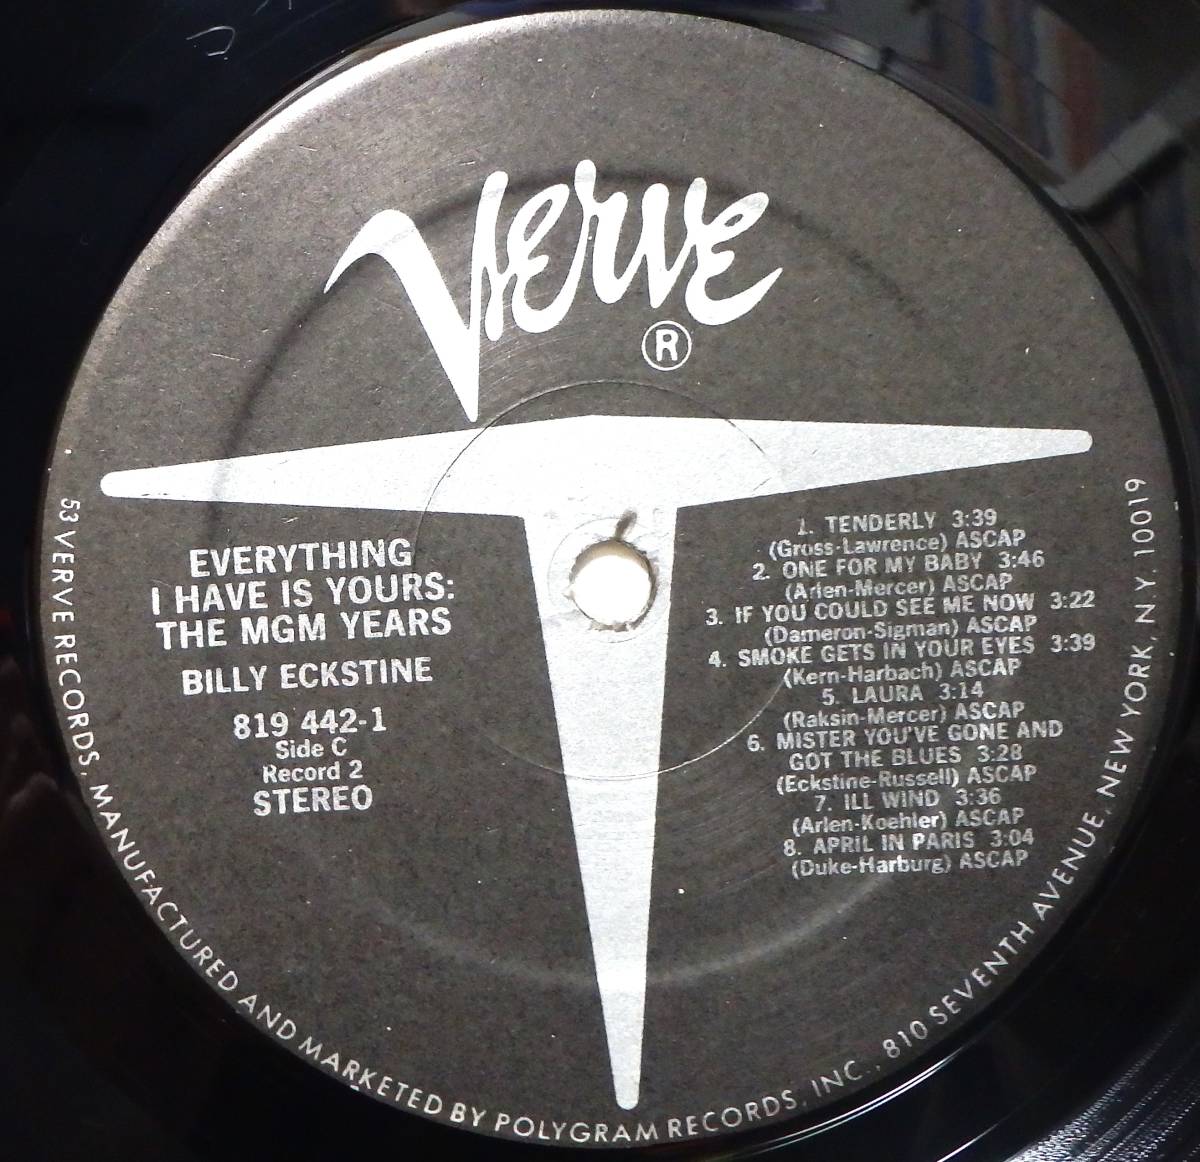 Verve
®
EVERYTHING
I HAVE IS YOURS:
THE MGM YEARS
BILLY ECKSTINE
819 442-1
Side C
Record 2
STEREO
1. TENDERLY 3:39
(Gross-Lawrence) ASCAP
2. ONE FOR MY BABY 3:46
(Arlen-Mercer) ASCAP
3. IF YOU COULD SEE ME NOW 3:22
(Dameron-Sigman) ASCAP
4. SMOKE GETS IN YOUR EYES 3:39
(Kern-Harbach) ASCAP
5. LAURA 3:14
(Raksin-Mercer) ASCAP
6. MISTER YOU'VE GONE AND
GOT THE BLUES 3:28
(Eckstine-Russell) ASCAP
7. ILL WIND 3:36
(Arlen-Koehler) ASCAP
8. APRIL IN PARIS 3:04
(Duke-Harburg) ASCAP
VERVE RECORDS, MANUFACTURED AND MARKETED BY POLYGRAM RECORDS, INC., 810 SEVENTH AVENUE, NEW YORK, N.Y. 10019